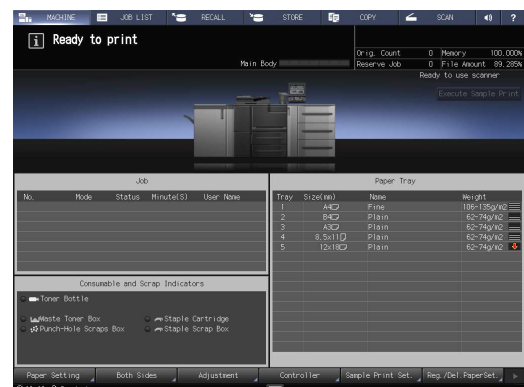 MACHINE JOB LIST RECALL STORE COPY SCAN ?
i Ready to print
Main Body
Orig. Count 0 Memory 100.000%
Reserve Job 0 File Amount 89.285%
Ready to use scanner
Execute Sample Print
Job
No. Mode Status Minute(S) User Name
Paper Tray
Tray Size(mm) Name Weight
1 A4 Fine 106-135g/m2
2 B4 Plain 62-74g/m2
3 A3 Plain 62-74g/m2
4 8.5x11 Plain 62-74g/m2
5 12x18 Plain 62-74g/m2
Consumable and Scrap Indicators
Toner Bottle
Waste Toner Box Staple Cartridge
Punch-Hole Scraps Box Staple Scrap Box
Paper Setting Both Sides Adjustment Controller Sample Print Set. Reg./Del.PaperSet.